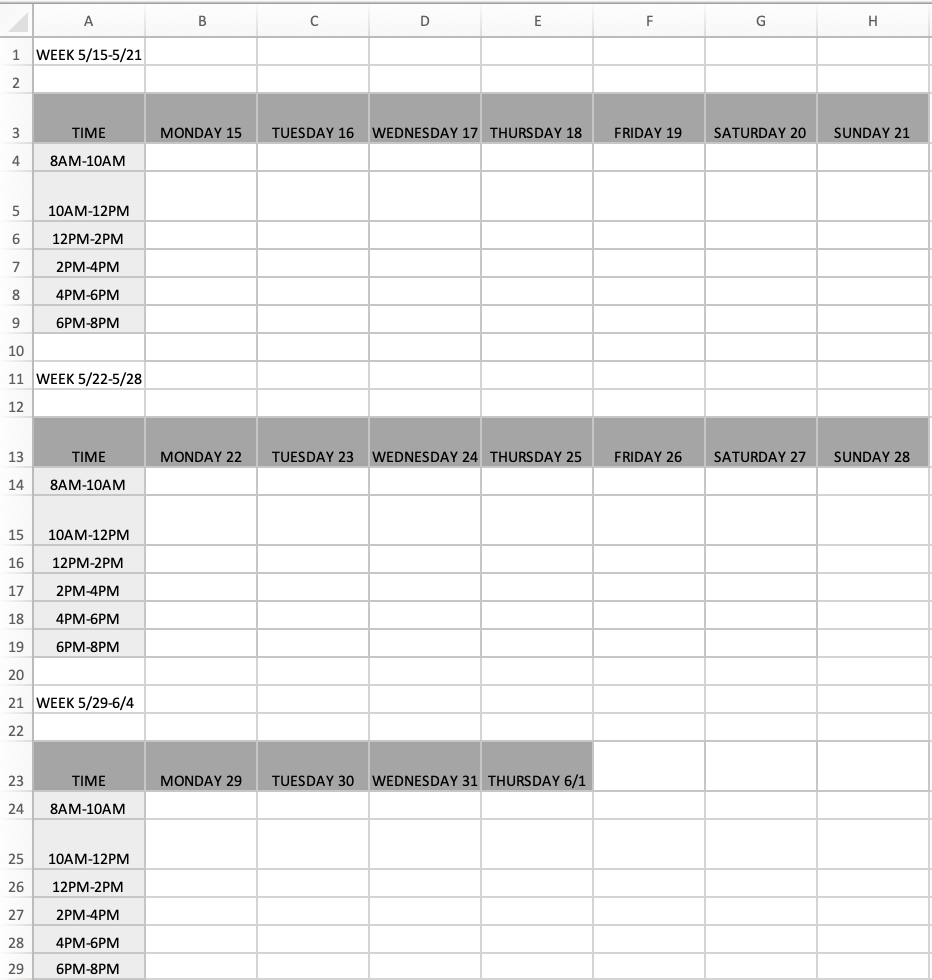 A B C D E F G H
1 WEEK 5/15-5/21
2
3 TIME MONDAY 15 TUESDAY 16 WEDNESDAY 17 THURSDAY 18 FRIDAY 19 SATURDAY 20 SUNDAY 21
4 8AM-10AM
5 10AM-12PM
6 12PM-2PM
7 2PM-4PM
8 4PM-6PM
9 6PM-8PM
10
11 WEEK 5/22-5/28
12
13 TIME MONDAY 22 TUESDAY 23 WEDNESDAY 24 THURSDAY 25 FRIDAY 26 SATURDAY 27 SUNDAY 28
14 8AM-10AM
15 10AM-12PM
16 12PM-2PM
17 2PM-4PM
18 4PM-6PM
19 6PM-8PM
20
21 WEEK 5/29-6/4
22
23 TIME MONDAY 29 TUESDAY 30 WEDNESDAY 31 THURSDAY 6/1
24 8AM-10AM
25 10AM-12PM
26 12PM-2PM
27 2PM-4PM
28 4PM-6PM
29 6PM-8PM